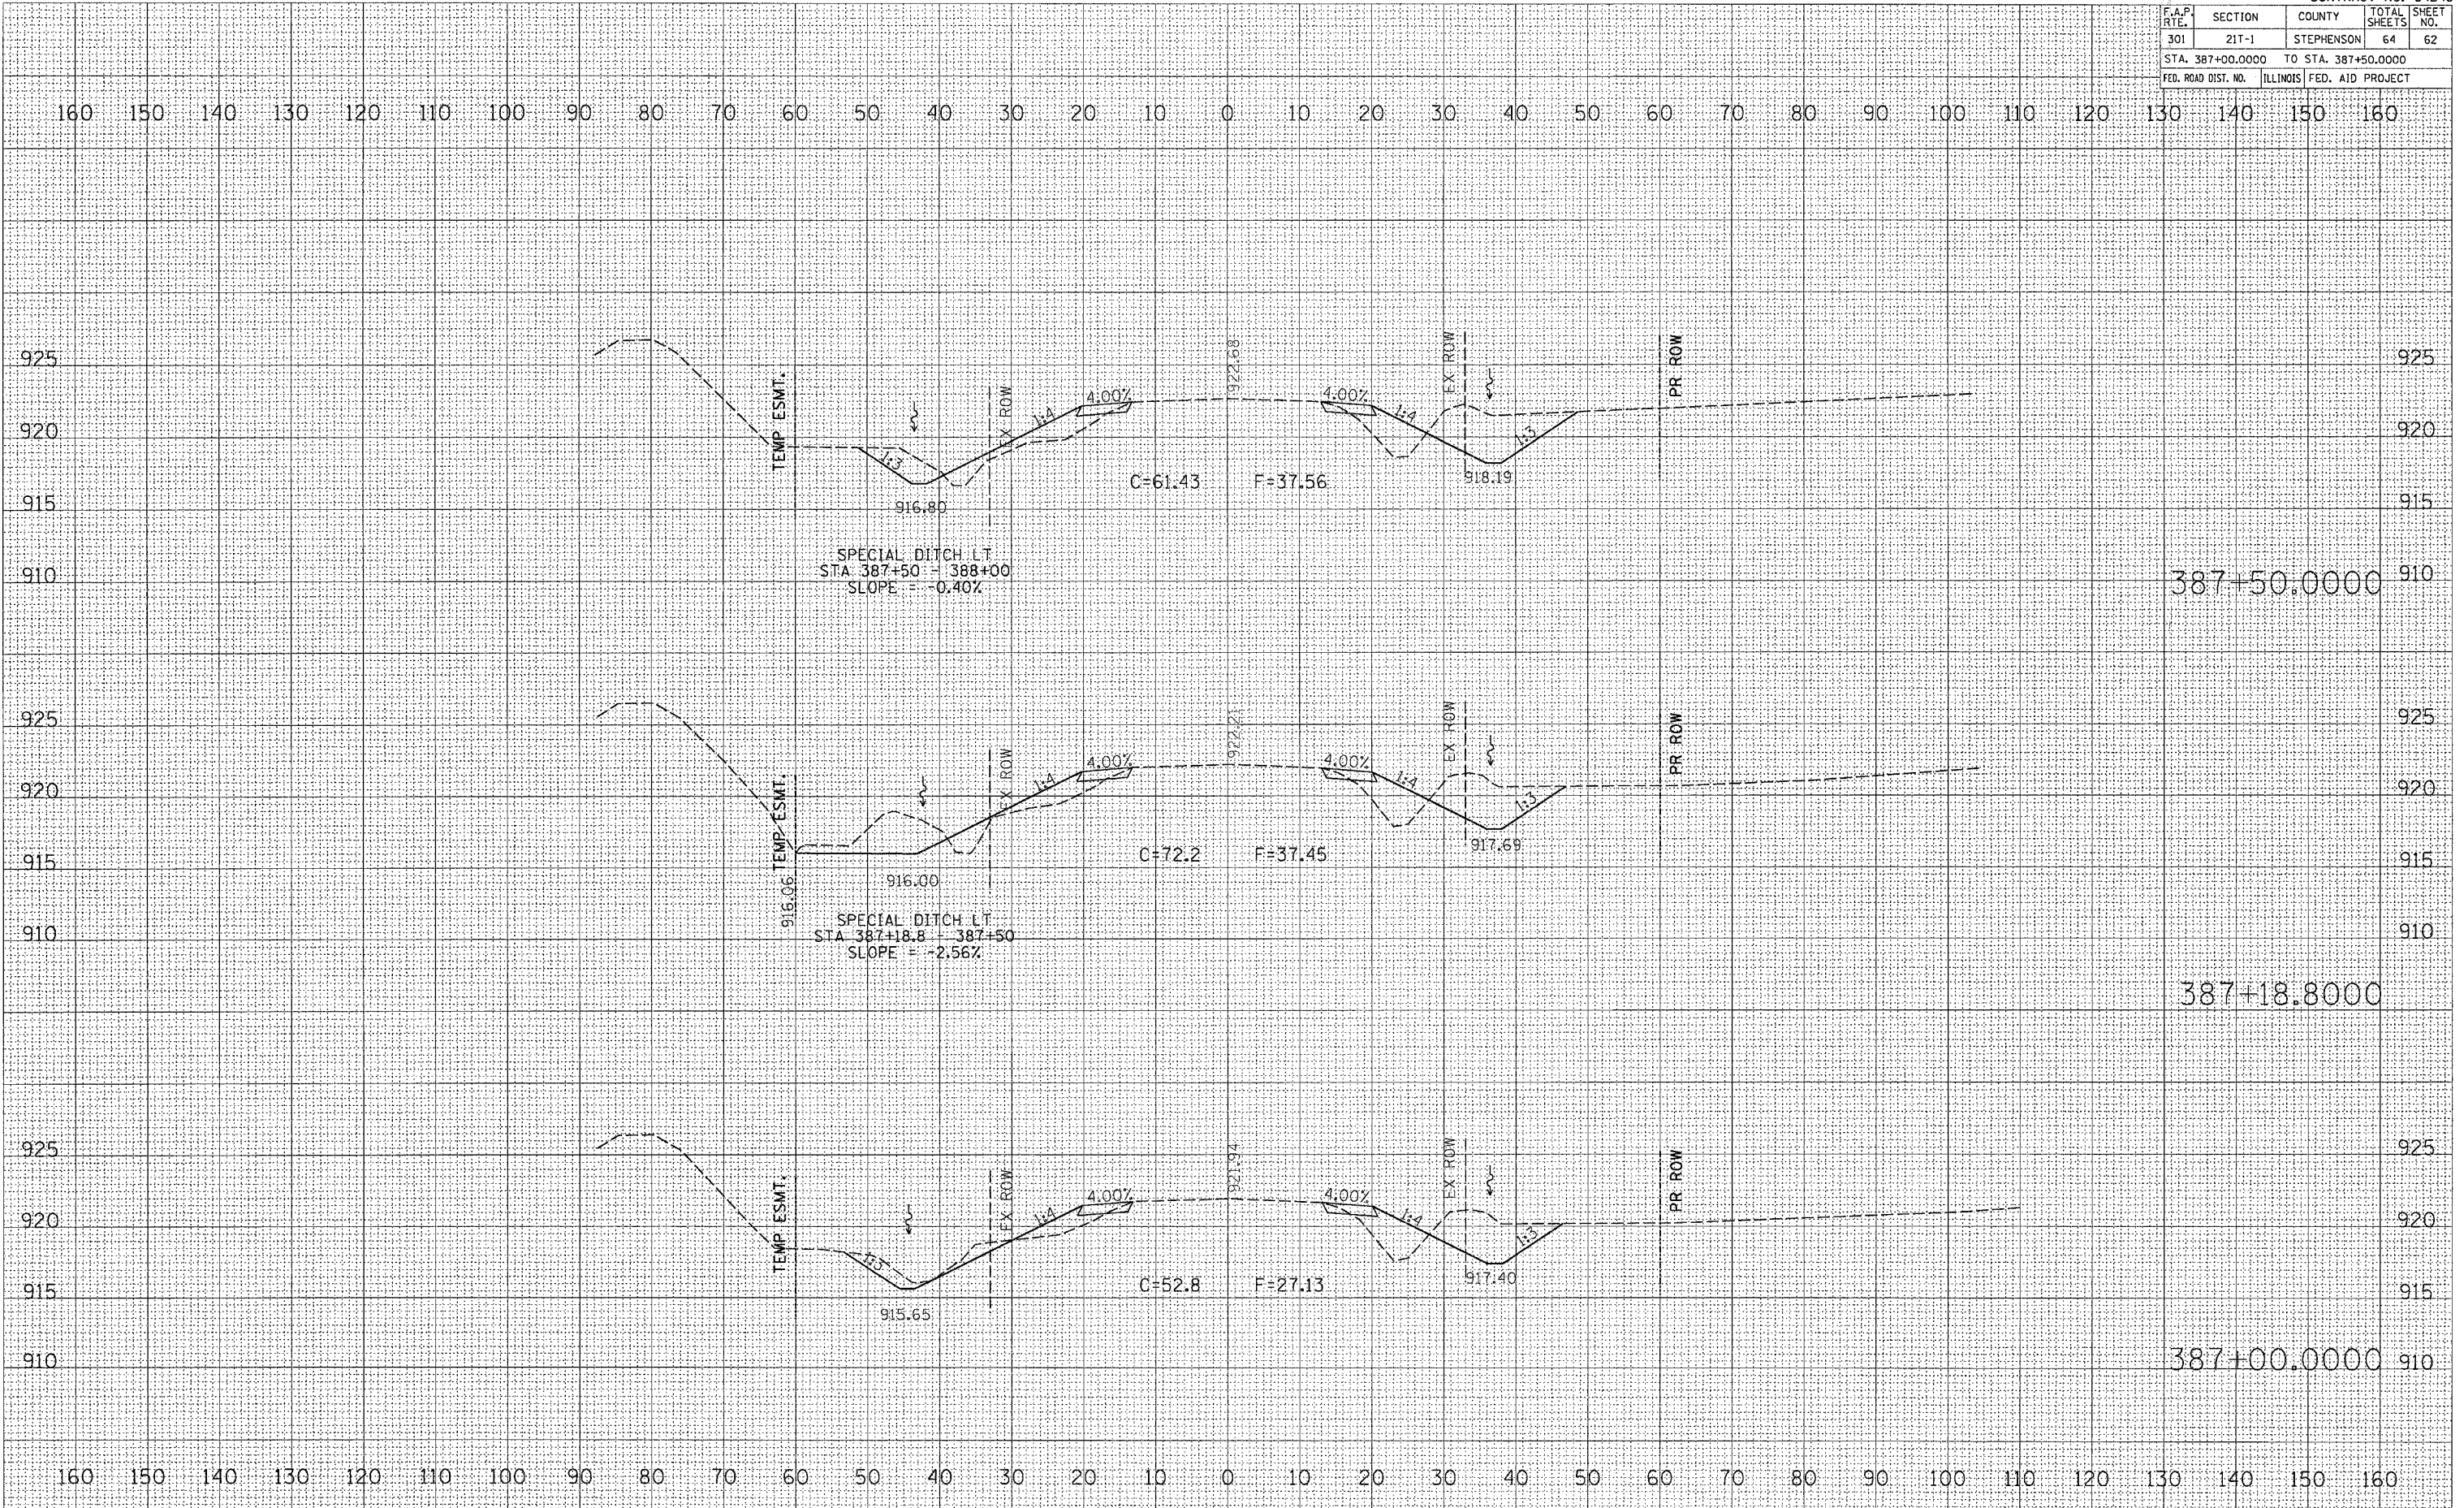 F.A.P. RTE. SECTION COUNTY TOTAL SHEETS SHEET NO.
301 21T-1 STEPHENSON 64 62
STA. 387+00.0000 TO STA. 387+50.0000
FED. ROAD DIST. NO. ILLINOIS FED. AID PROJECT
160 150 140 130 120 110 100 90 80 70 60 50 40 30 20 10 0 10 20 30 40 50 60 70 80 90 100 110 120 130 140 150 160
922.68
EX ROW
PR ROW
925 925
TEMP ESMT.
EX ROW
4.00% 4.00%
1:4 1:4
920 920
1:3 1:3
C=61.43 F=37.56 918.19
915 915
916.80
SPECIAL DITCH LT
STA 387+50 - 388+00
SLOPE = -0.40%
910 910
387+50.0000
922.21
EX ROW
PR ROW
925 925
TEMP ESMT.
EX ROW
4.00% 4.00%
1:4 1:4
920 920
1:3
C=72.2 F=37.45 917.69
915 915
916.06
916.00
SPECIAL DITCH LT
STA 387+18.8 - 387+50
SLOPE = -2.56%
910 910
387+18.8000
921.94
EX ROW
PR ROW
925 925
TEMP ESMT.
EX ROW
4.00% 4.00%
1:4 1:4
920 920
1:3 1:3
C=52.8 F=27.13 917.40
915 915
915.65
910 910
387+00.0000
160 150 140 130 120 110 100 90 80 70 60 50 40 30 20 10 0 10 20 30 40 50 60 70 80 90 100 110 120 130 140 150 160